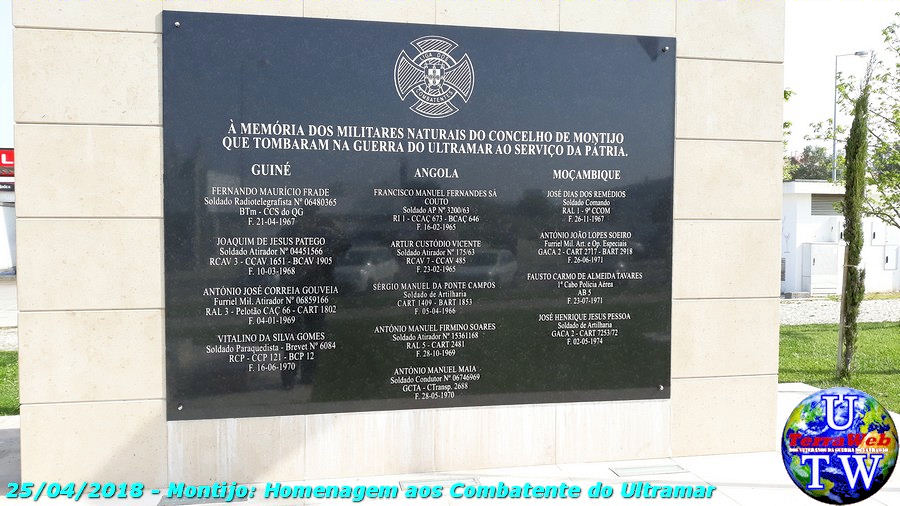 LIGA DOS
COMBATENTES
À MEMÓRIA DOS MILITARES NATURAIS DO CONCELHO DE MONTIJO
QUE TOMBARAM NA GUERRA DO ULTRAMAR AO SERVIÇO DA PÁTRIA.
GUINÉ
FERNANDO MAURÍCIO FRADE
Soldado Radiotelegrafista Nº 06480365
BTm - CCS do QG
F. 21-04-1967
JOAQUIM DE JESUS PATEGO
Soldado Atirador Nº 04451566
RCAV 3 - CCAV 1651 - BCAV 1905
F. 10-03-1968
ANTÓNIO JOSÉ CORREIA GOUVEIA
Furriel Mil. Atirador Nº 06859166
RAL 3 - Pelotão CAÇ 66 - CART 1802
F. 04-01-1969
VITALINO DA SILVA GOMES
Soldado Paraquedista - Brevet Nº 6084
RCP - CCP 121 - BCP 12
F. 16-06-1970
ANGOLA
FRANCISCO MANUEL FERNANDES SÁ
COUTO
Soldado AP Nº 3200/63
RI 1 - CCAÇ 673 - BCAÇ 646
F. 16-02-1965
ARTUR CUSTÓDIO VICENTE
Soldado Atirador Nº 175/63
RCAV 7 - CCAV 485
F. 23-02-1965
SÉRGIO MANUEL DA PONTE CAMPOS
Soldado de Artilharia
CART 1409 - BART 1853
F. 05-04-1966
ANTÓNIO MANUEL FIRMINO SOARES
Soldado Atirador Nº 15361168
RAL 5 - CART 2481
F. 28-10-1969
ANTÓNIO MANUEL MAIA
Soldado Condutor Nº 06746969
GCTA - CTransp. 2688
F. 28-05-1970
MOÇAMBIQUE
JOSÉ DIAS DOS REMÉDIOS
Soldado Comando
RAL 1 - 9ª CCOM
F. 26-11-1967
ANTÓNIO JOÃO LOPES SOEIRO
Furriel Mil. Art. e Op. Especiais
GACA 2 - CART 2717 - BART 2918
F. 26-06-1971
FAUSTO CARMO DE ALMEIDA TAVARES
1º Cabo Polícia Aérea
AB 5
F. 23-07-1971
JOSÉ HENRIQUE JESUS PESSOA
Soldado de Artilharia
GACA 2 - CART 7253/72
F. 02-05-1974
25/04/2018 - Montijo: Homenagem aos Combatente do Ultramar
U
TerraWeb
DOS VETERANOS DA GUERRA DO ULTRAMAR
TW